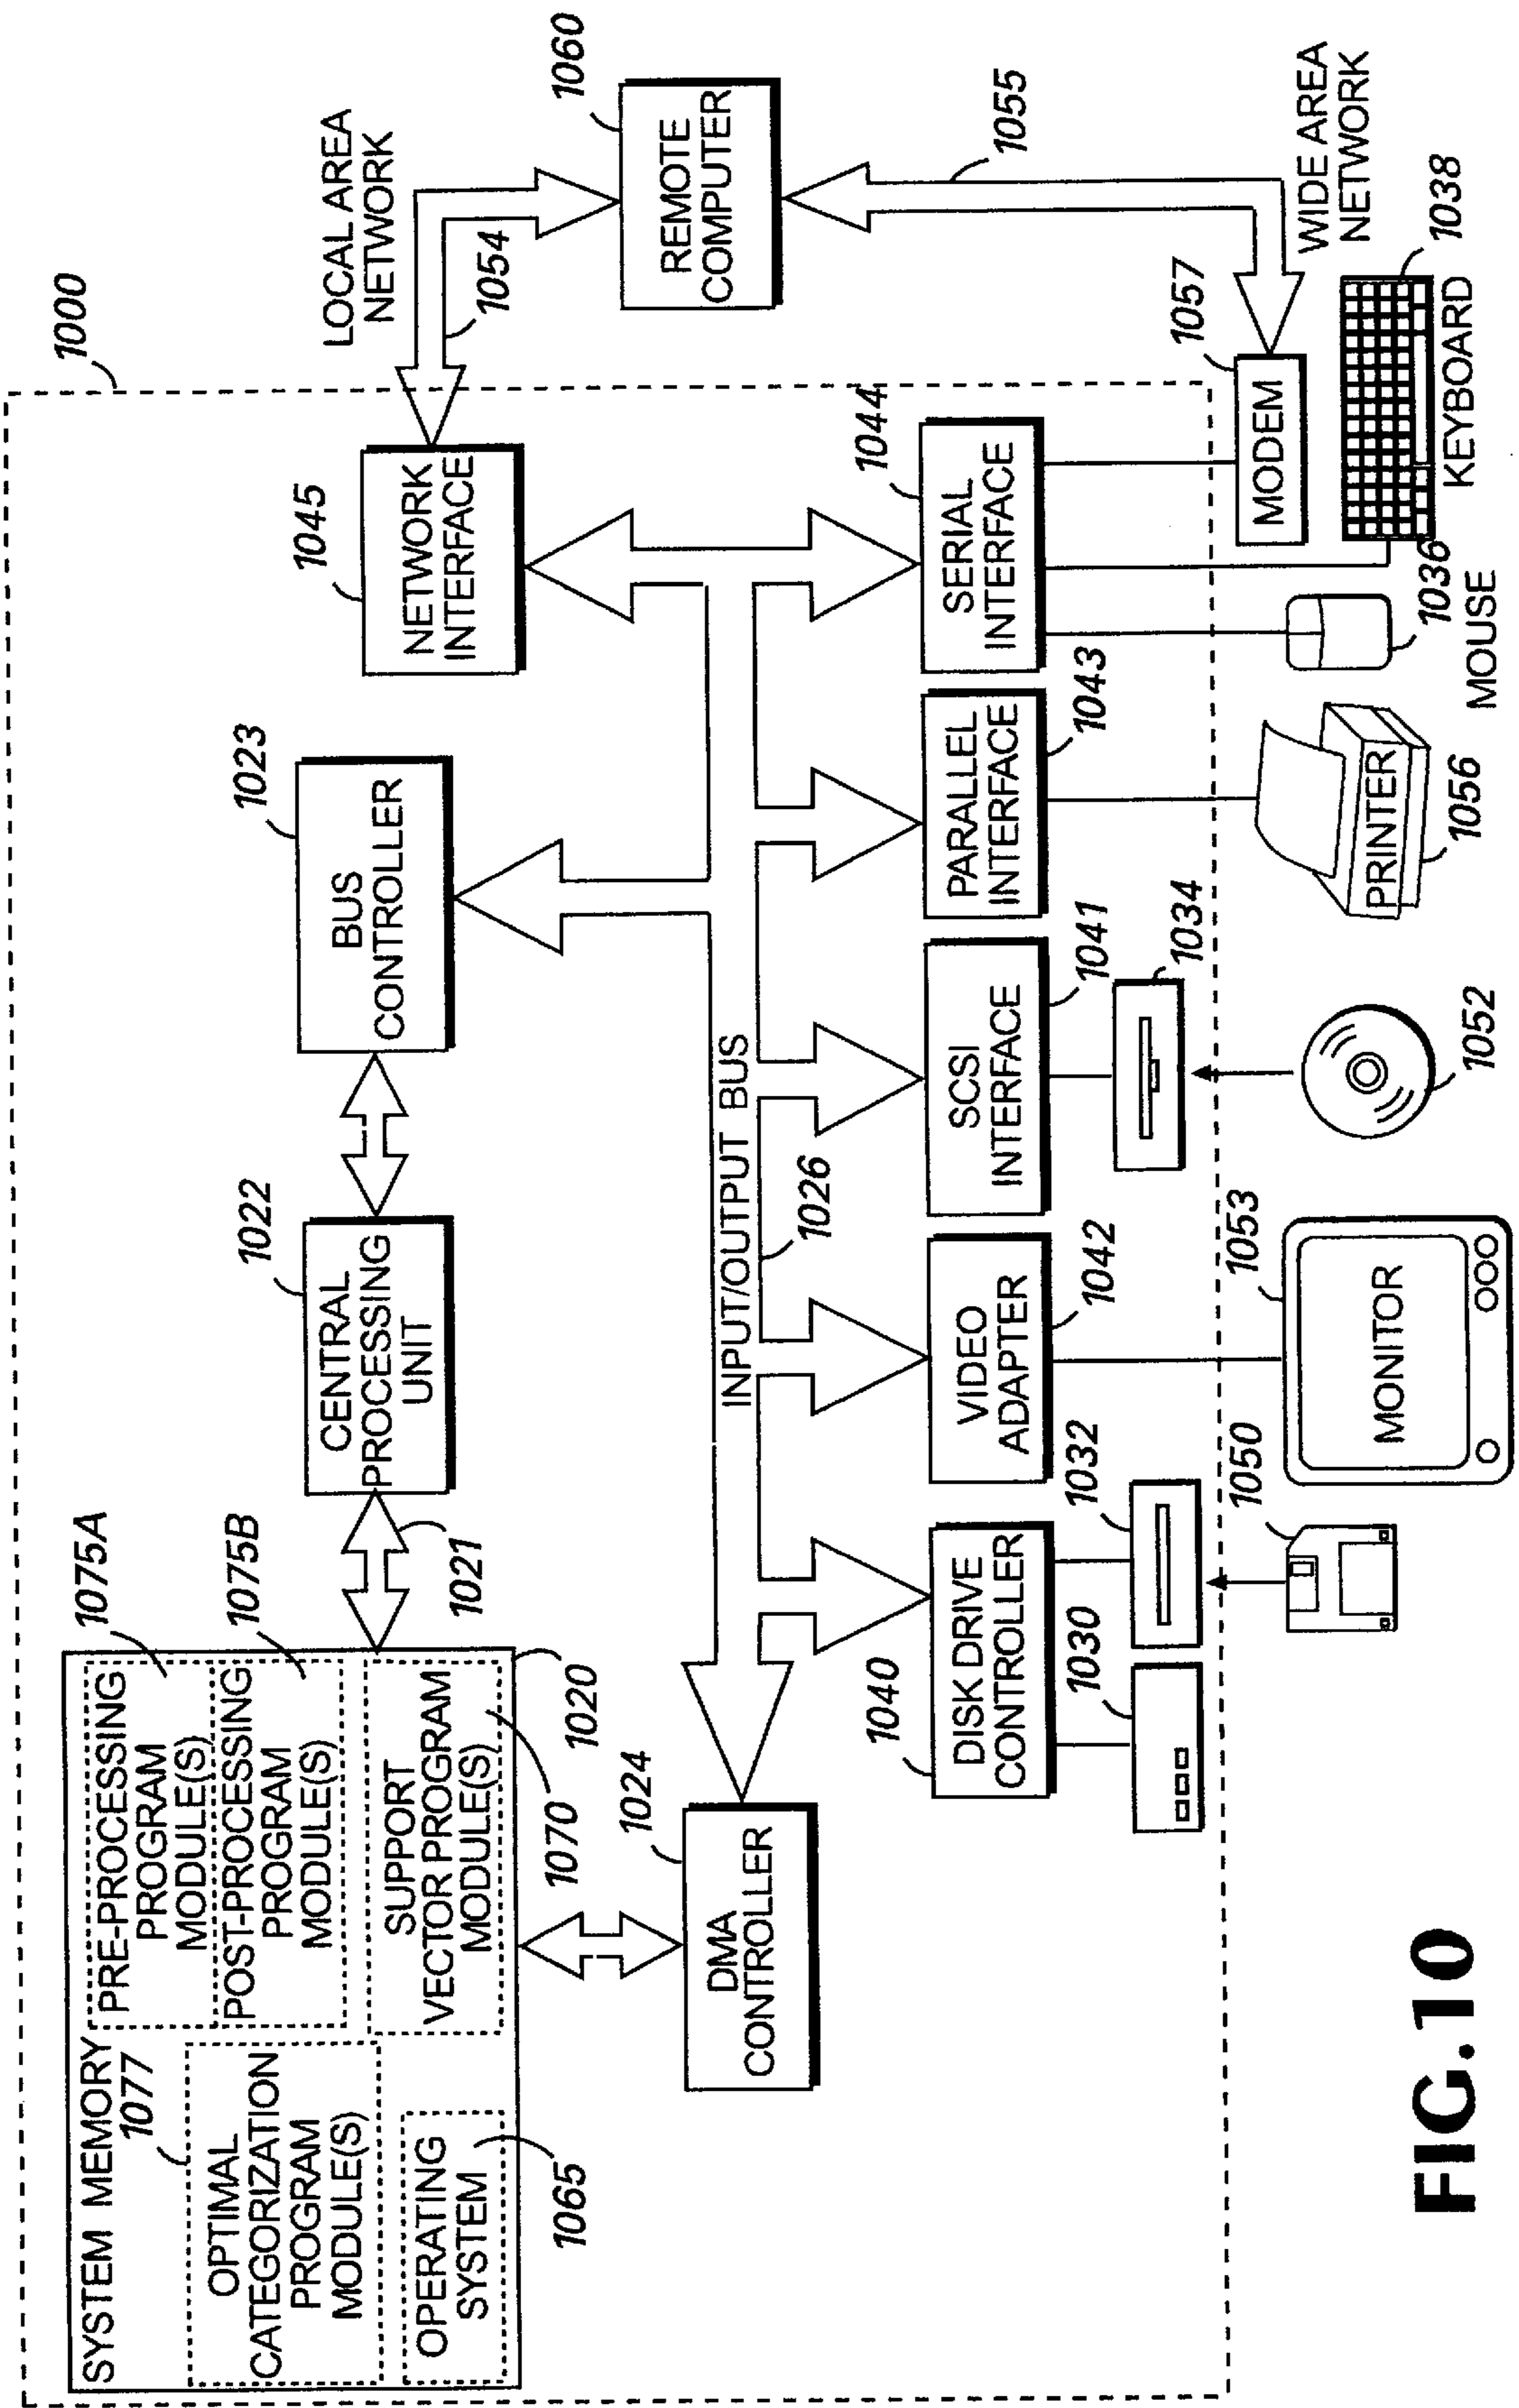 1000
SYSTEM MEMORY
1077
OPTIMAL
CATEGORIZATION
PROGRAM
MODULE(S)
OPERATING
SYSTEM
1065
PRE-PROCESSING
PROGRAM
MODULE(S)
1075A
POST-PROCESSING
PROGRAM
MODULE(S)
1075B
SUPPORT
VECTOR PROGRAM
MODULE(S)
1070
1020
1021
1022
CENTRAL
PROCESSING
UNIT
1023
BUS
CONTROLLER
1045
NETWORK
INTERFACE
LOCAL AREA
NETWORK
1054
1060
REMOTE
COMPUTER
1055
1024
DMA
CONTROLLER
INPUT/OUTPUT BUS
1026
1040
DISK DRIVE
CONTROLLER
VIDEO
ADAPTER
1042
SCSI
INTERFACE
1041
PARALLEL
INTERFACE
1043
SERIAL
INTERFACE
1044
1030
1032
1034
1057
MODEM
WIDE AREA
NETWORK
1050
1053
MONITOR
1052
PRINTER
1056
1036
MOUSE
1038
KEYBOARD
FIG.10